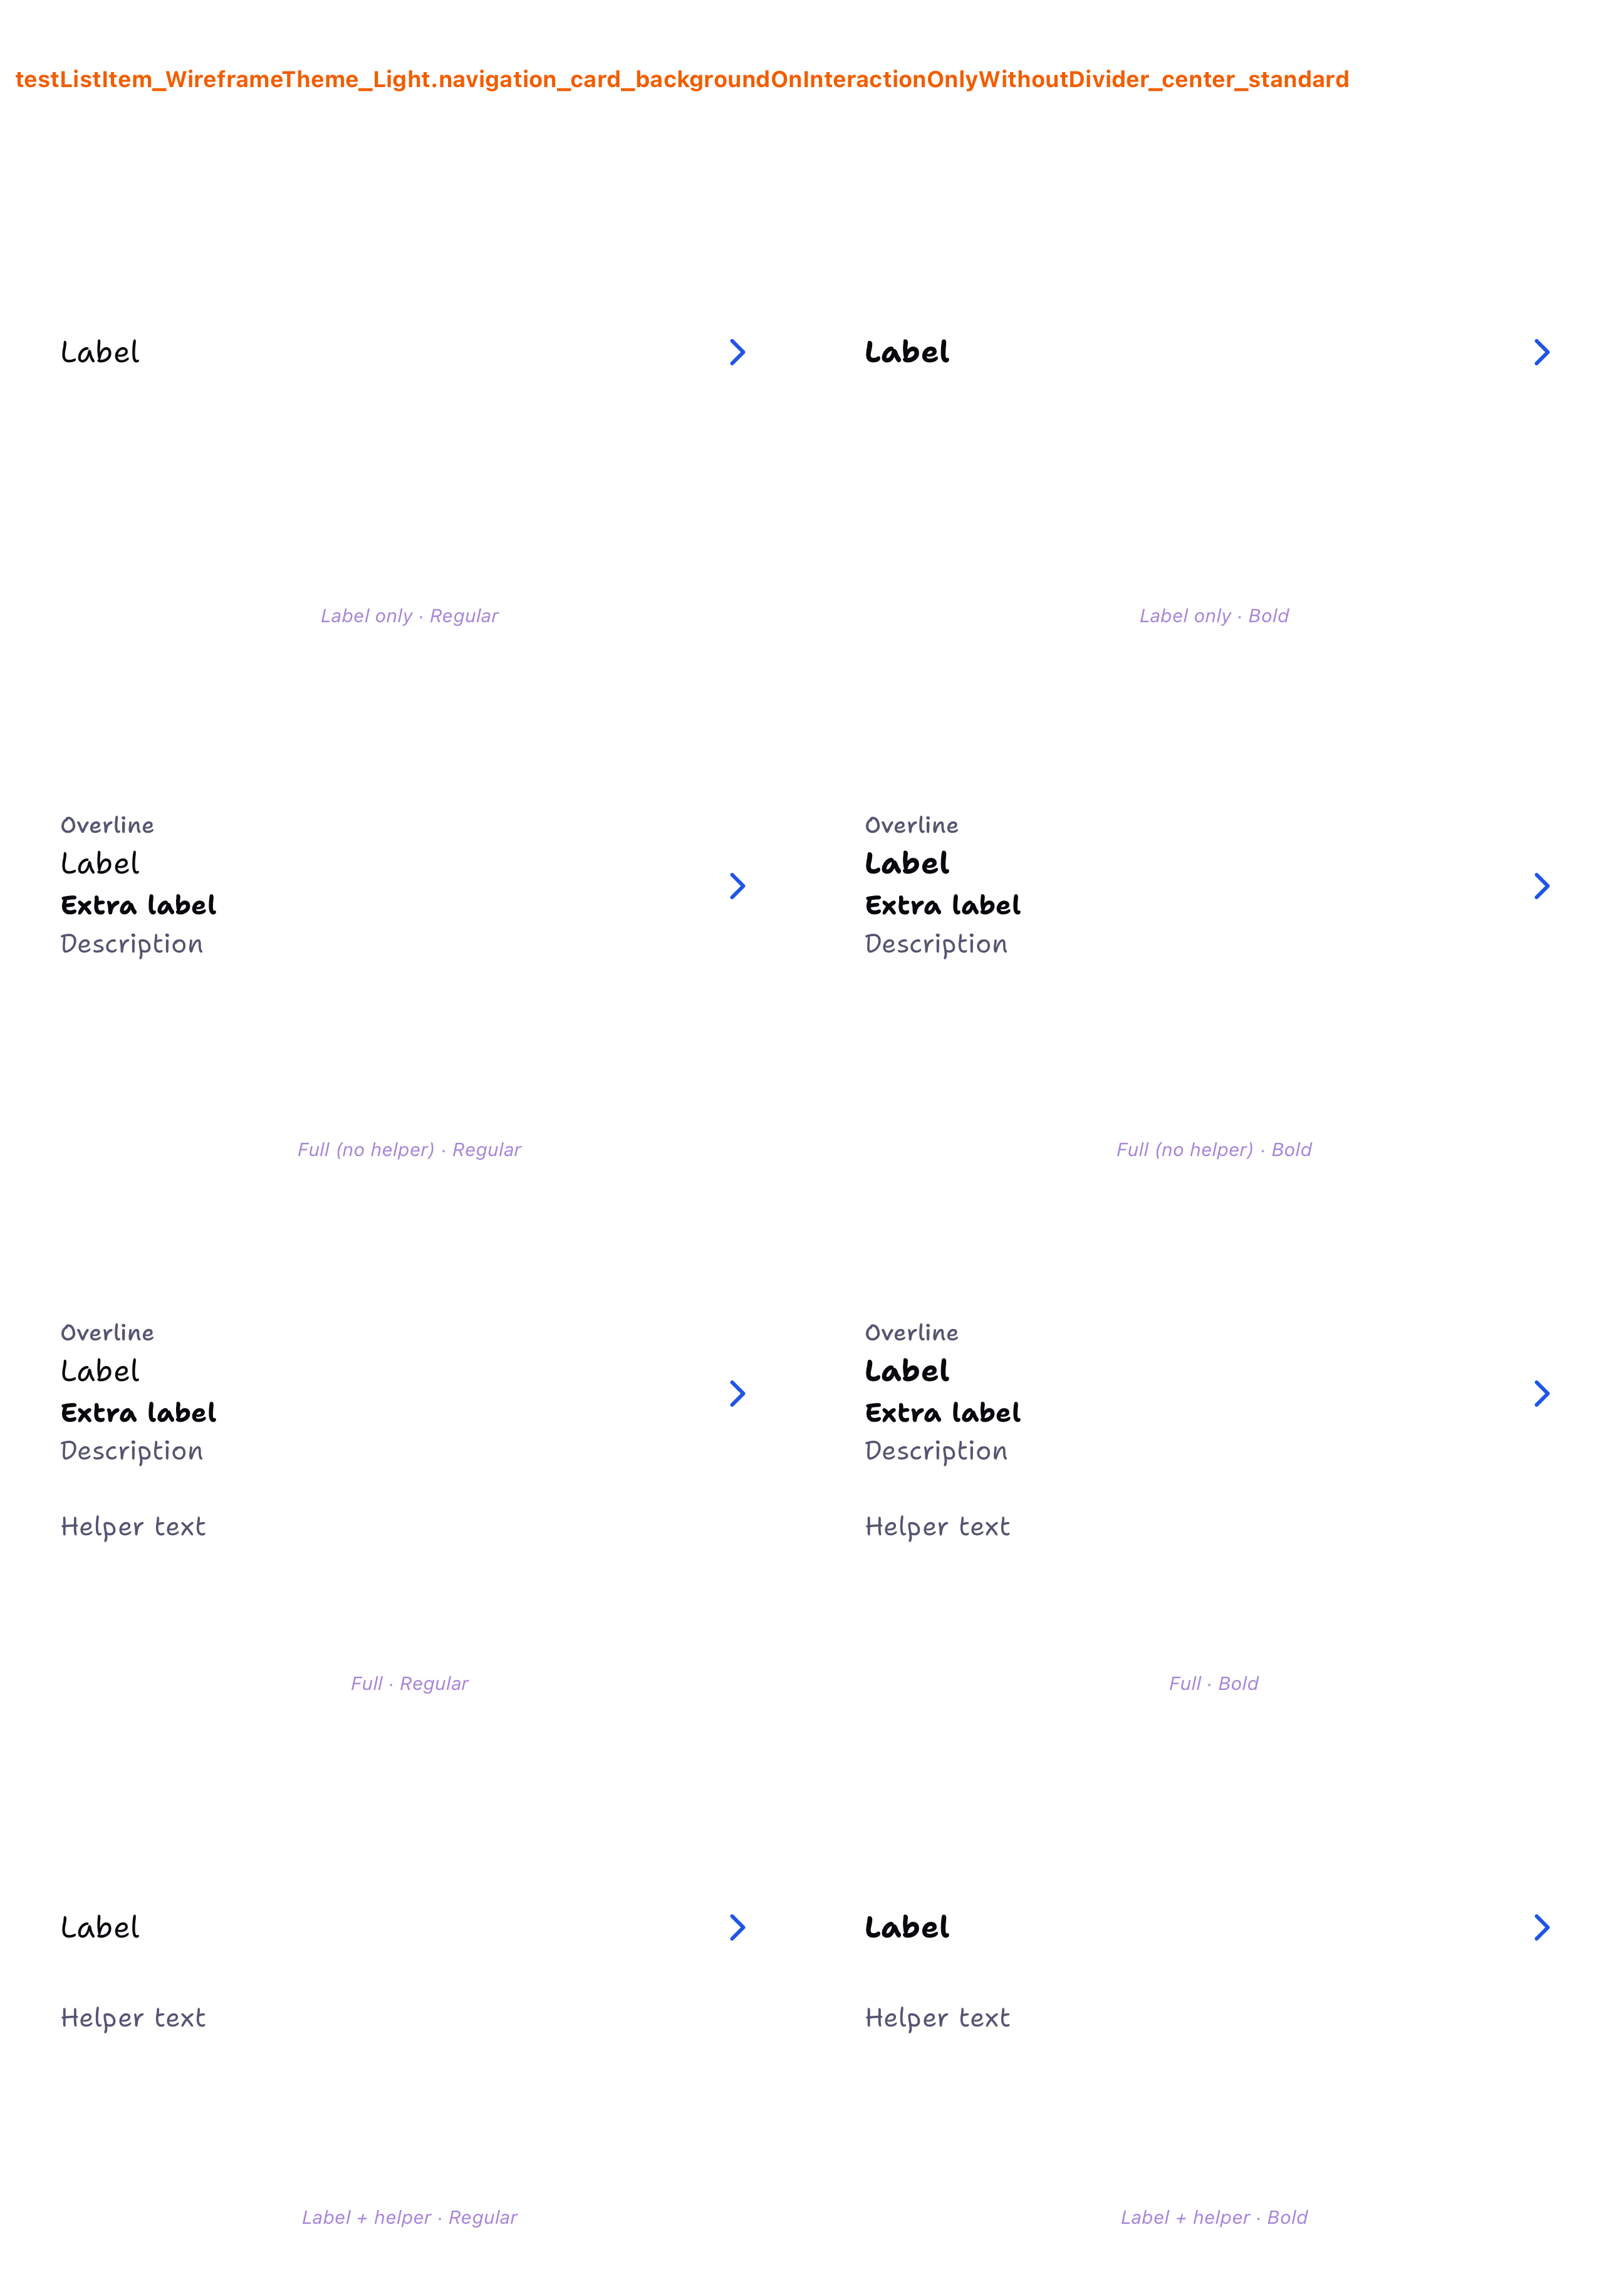 testListItem_WireframeTheme_Light.navigation_card_backgroundOnInteractionOnlyWithoutDivider_center_standard
Label
Label
Label only · Regular
Label only · Bold
Overline
Label
Extra label
Description
Overline
Label
Extra label
Description
Full (no helper) · Regular
Full (no helper) · Bold
Overline
Label
Extra label
Description
Helper text
Overline
Label
Extra label
Description
Helper text
Full · Regular
Full · Bold
Label
Helper text
Label
Helper text
Label + helper · Regular
Label + helper · Bold